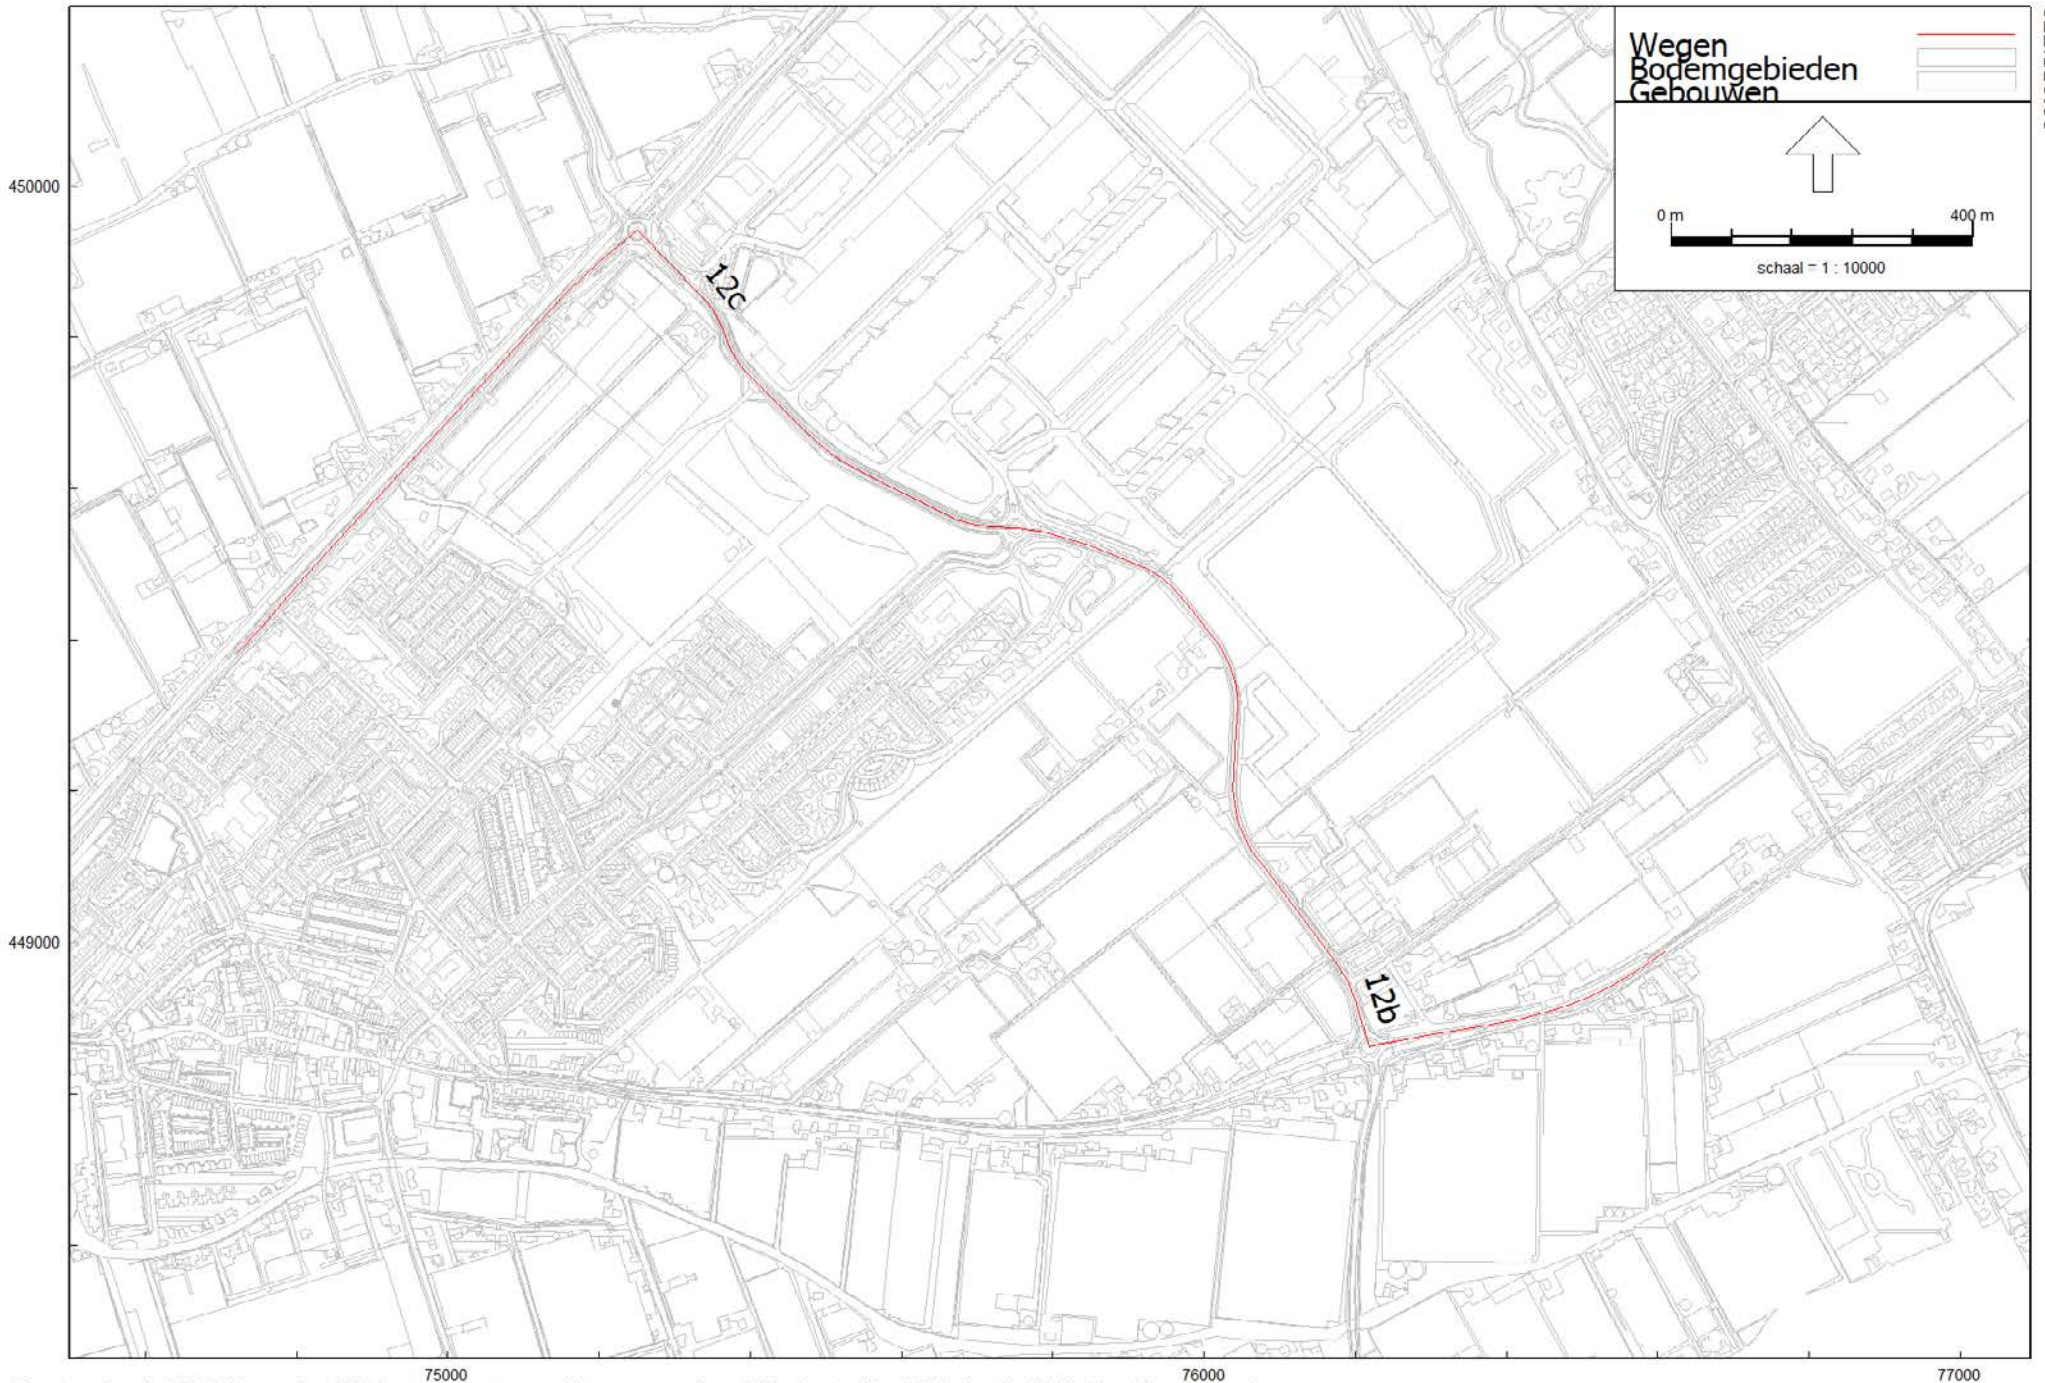 Wegen
Bodemgebieden
Gebouwen
0 m 400 m
schaal = 1 : 10000
450000
12c
449000
12b
75000 76000 77000